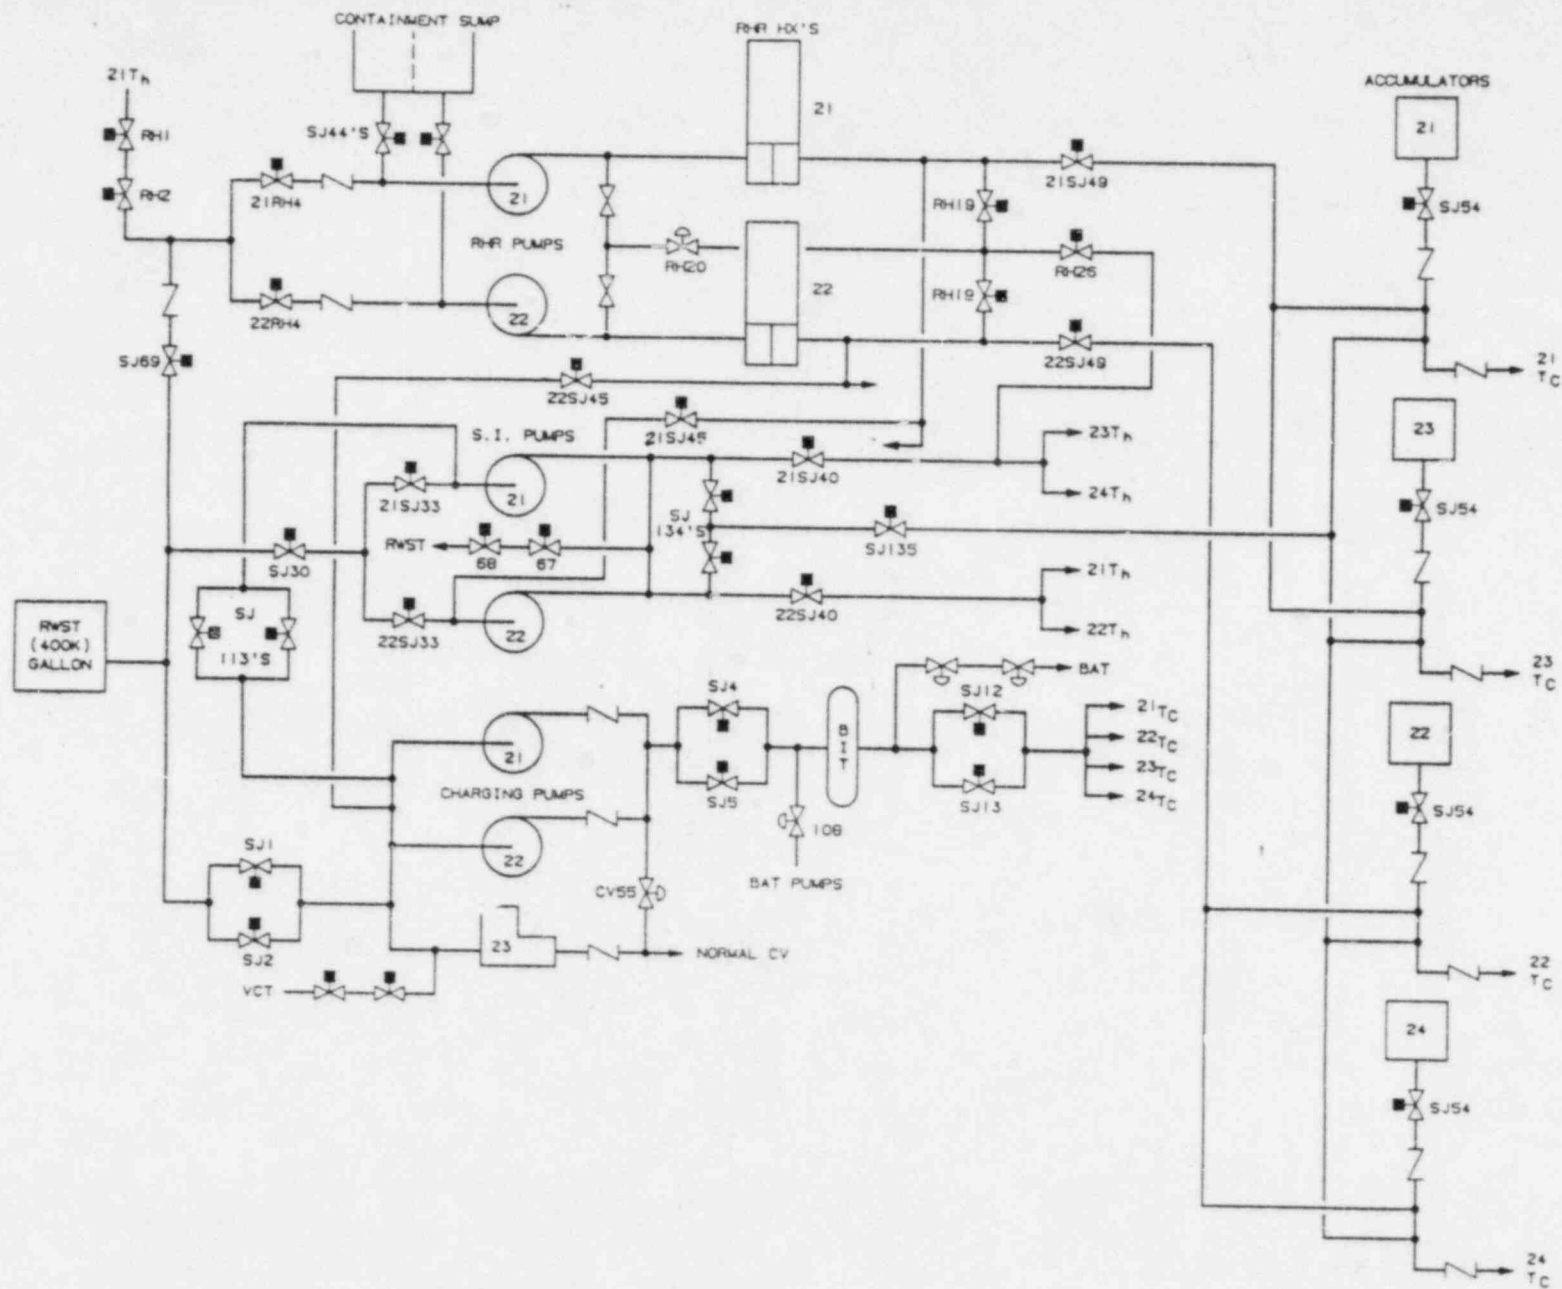 CONTAINMENT SUMP
RHR HX'S
21Th
ACCUMULATORS
RH1
SJ44'S
21
21
RH2
21RH4
21
21SJ49
SJ54
RH19
RHR PUMPS
RH20
RH26
22
22
RH19
22RH4
22SJ49
SJ69
21
TC
22SJ45
23
S.I. PUMPS
21SJ45
23Th
21SJ33
21
21SJ40
24Th
SJ54
SJ
134'S
RWST
68
67
SJ135
SJ30
21Th
RWST
(400K)
GALLON
SJ
113'S
22SJ33
22
22SJ40
22Th
BAT
23
TC
SJ4
SJ12
21TC
22
21
BIT
22TC
23TC
CHARGING PUMPS
SJ5
SJ13
24TC
SJ54
108
SJ1
22
BAT PUMPS
CV55
SJ2
23
NORMAL CV
22
TC
VCT
24
SJ54
24
TC